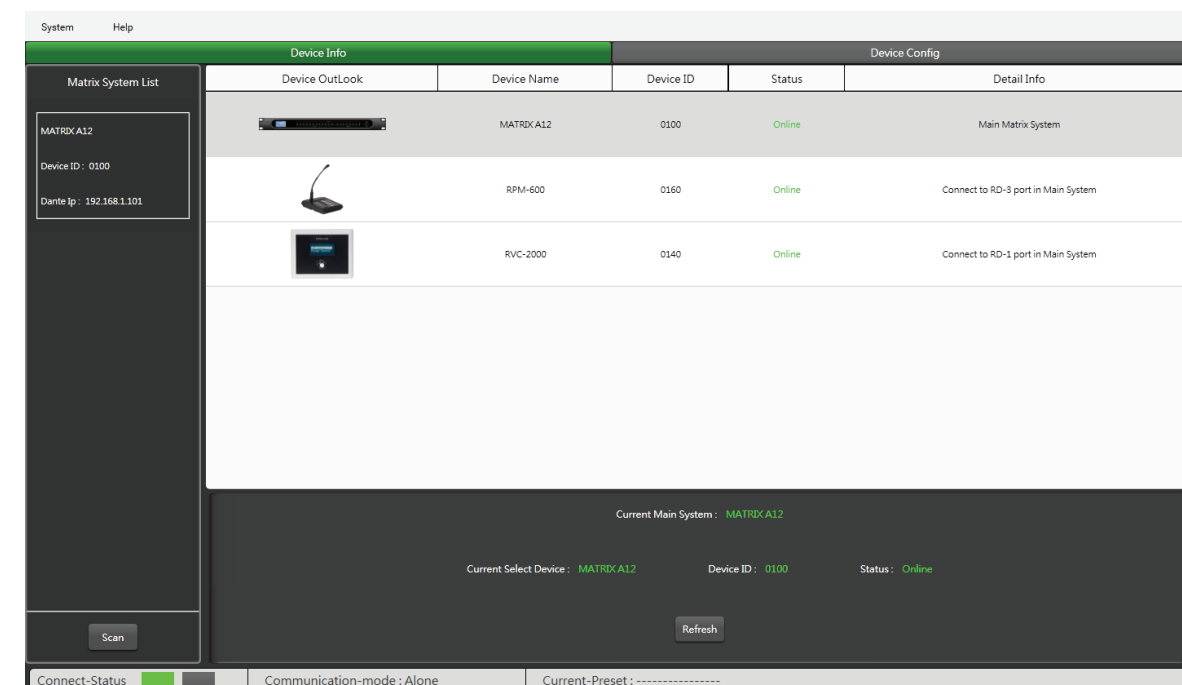 System Help
Device Info Device Config
Matrix System List
MATRIX A12
Device ID : 0100
Dante Ip : 192.168.1.101
Scan
Device OutLook Device Name Device ID Status Detail Info
MATRIX A12 0100 Online Main Matrix System
RPM-600 0160 Online Connect to RD-3 port in Main System
RVC-2000 0140 Online Connect to RD-1 port in Main System
Current Main System : MATRIX A12
Current Select Device : MATRIX A12 Device ID : 0100 Status : Online
Refresh
Connect-Status Communication-mode : Alone Current-Preset : ----------------